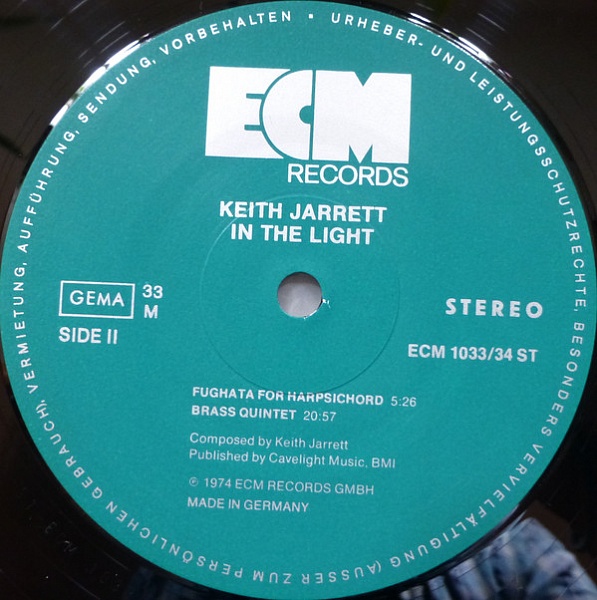 ECM
RECORDS
KEITH JARRETT
IN THE LIGHT
GEMA
33
M
STEREO
SIDE II
ECM 1033/34 ST
FUGHATA FOR HARPSICHORD 5:26
BRASS QUINTET 20:57
Composed by Keith Jarrett
Published by Cavelight Music, BMI
℗ 1974 ECM RECORDS GMBH
MADE IN GERMANY
URHEBER- UND LEISTUNGSSCHUTZRECHTE, BESONDERS VERVIELFÄLTIGUNG (AUSSER ZUM PERSÖNLICHEN GEBRAUCH), VERMIETUNG, AUFFÜHRUNG, SENDUNG, VORBEHALTEN ▪